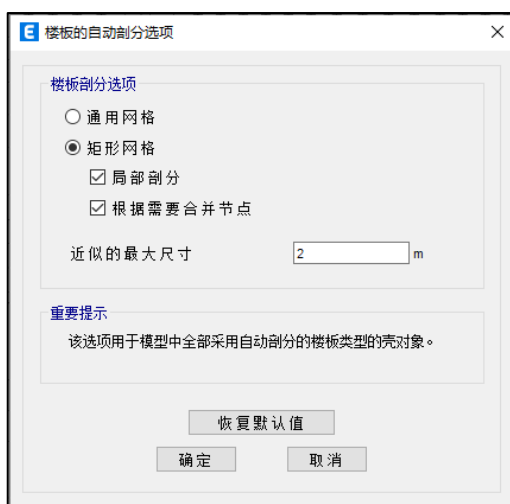 楼板的自动剖分选项
楼板剖分选项
通用网格
矩形网格
局部剖分
根据需要合并节点
近似的最大尺寸 2 m
重要提示
该选项用于模型中全部采用自动剖分的楼板类型的壳对象。
恢复默认值
确定 取消